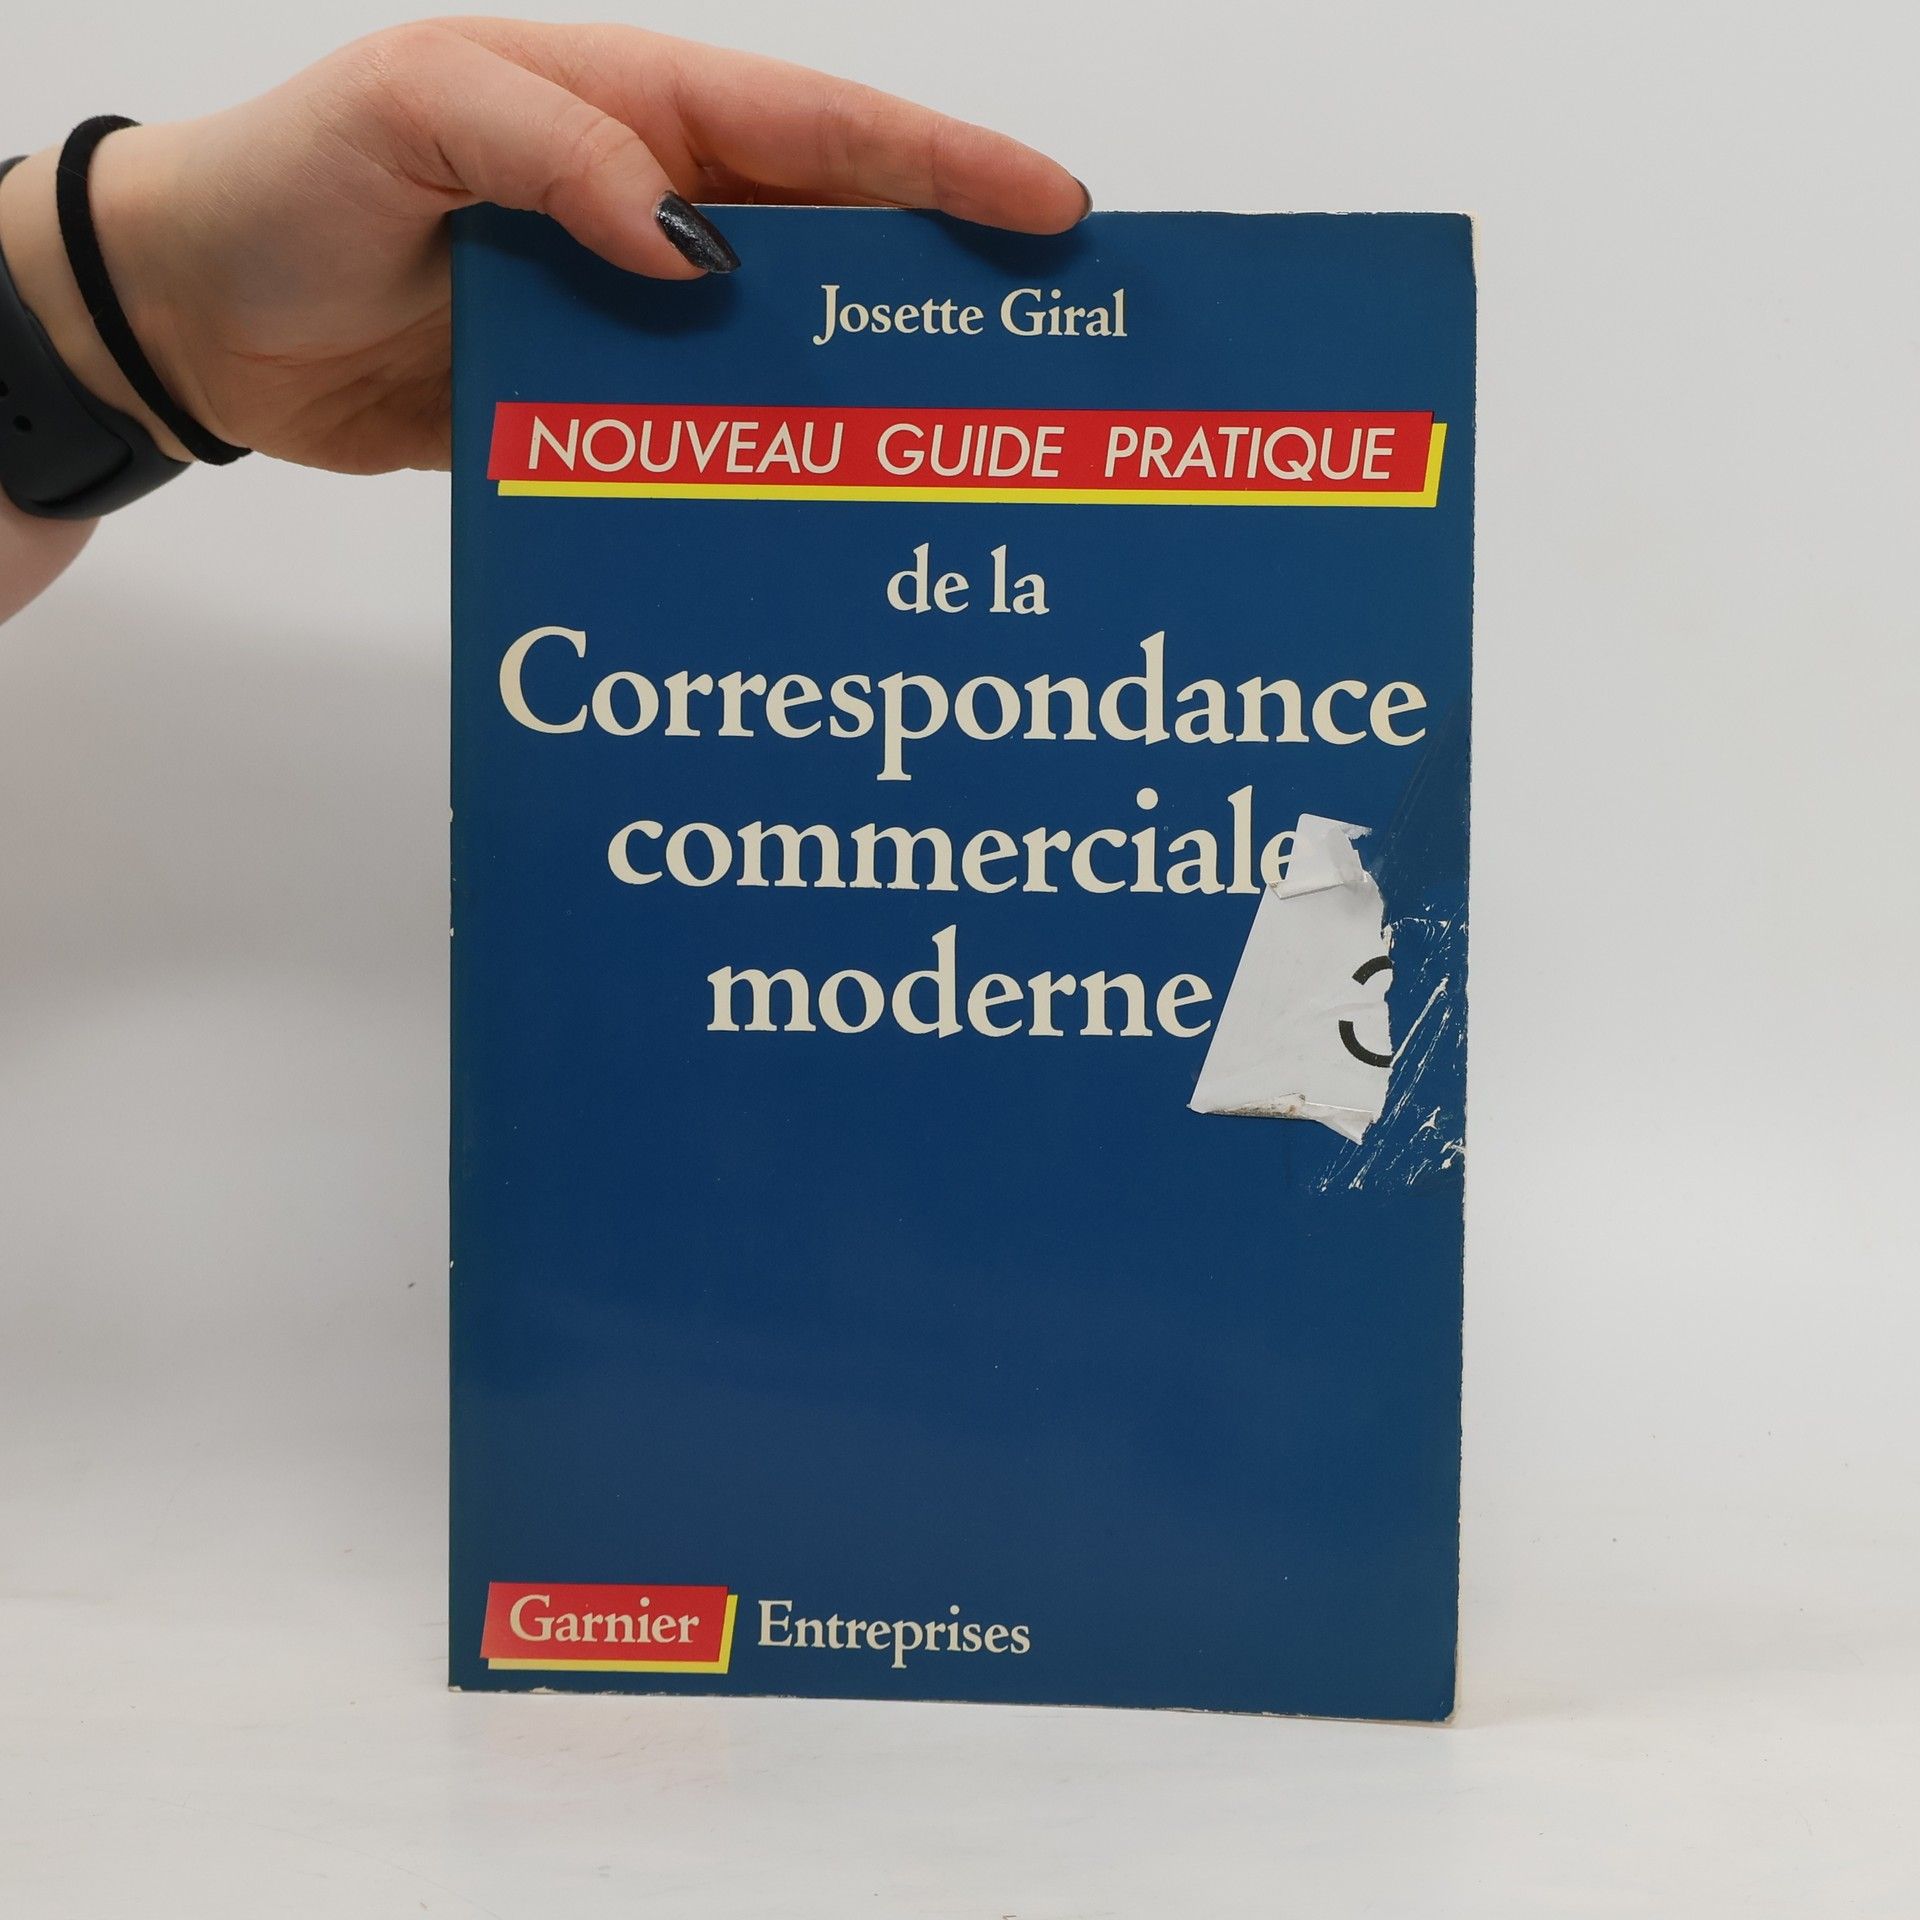 Josette Giral
NOUVEAU GUIDE PRATIQUE
de la
Correspondance
commerciale
moderne
Garnier Entreprises